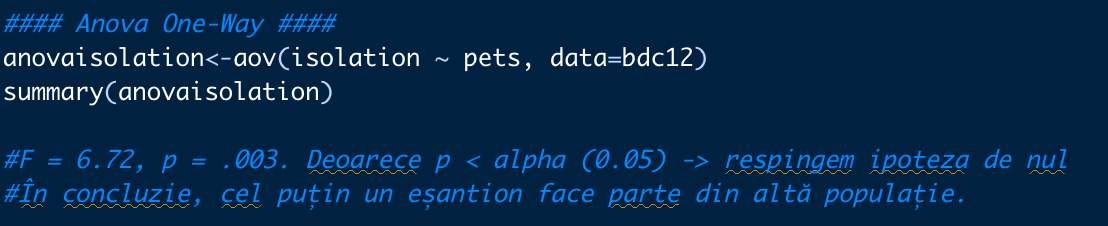 #### Anova One-Way ####
anovaisolation<-aov(isolation ~ pets, data=bdc12)
summary(anovaisolation)
#F = 6.72, p = .003. Deoarece p < alpha (0.05) -> respingem ipoteza de nul
#În concluzie, cel puțin un eșantion face parte din altă populație.